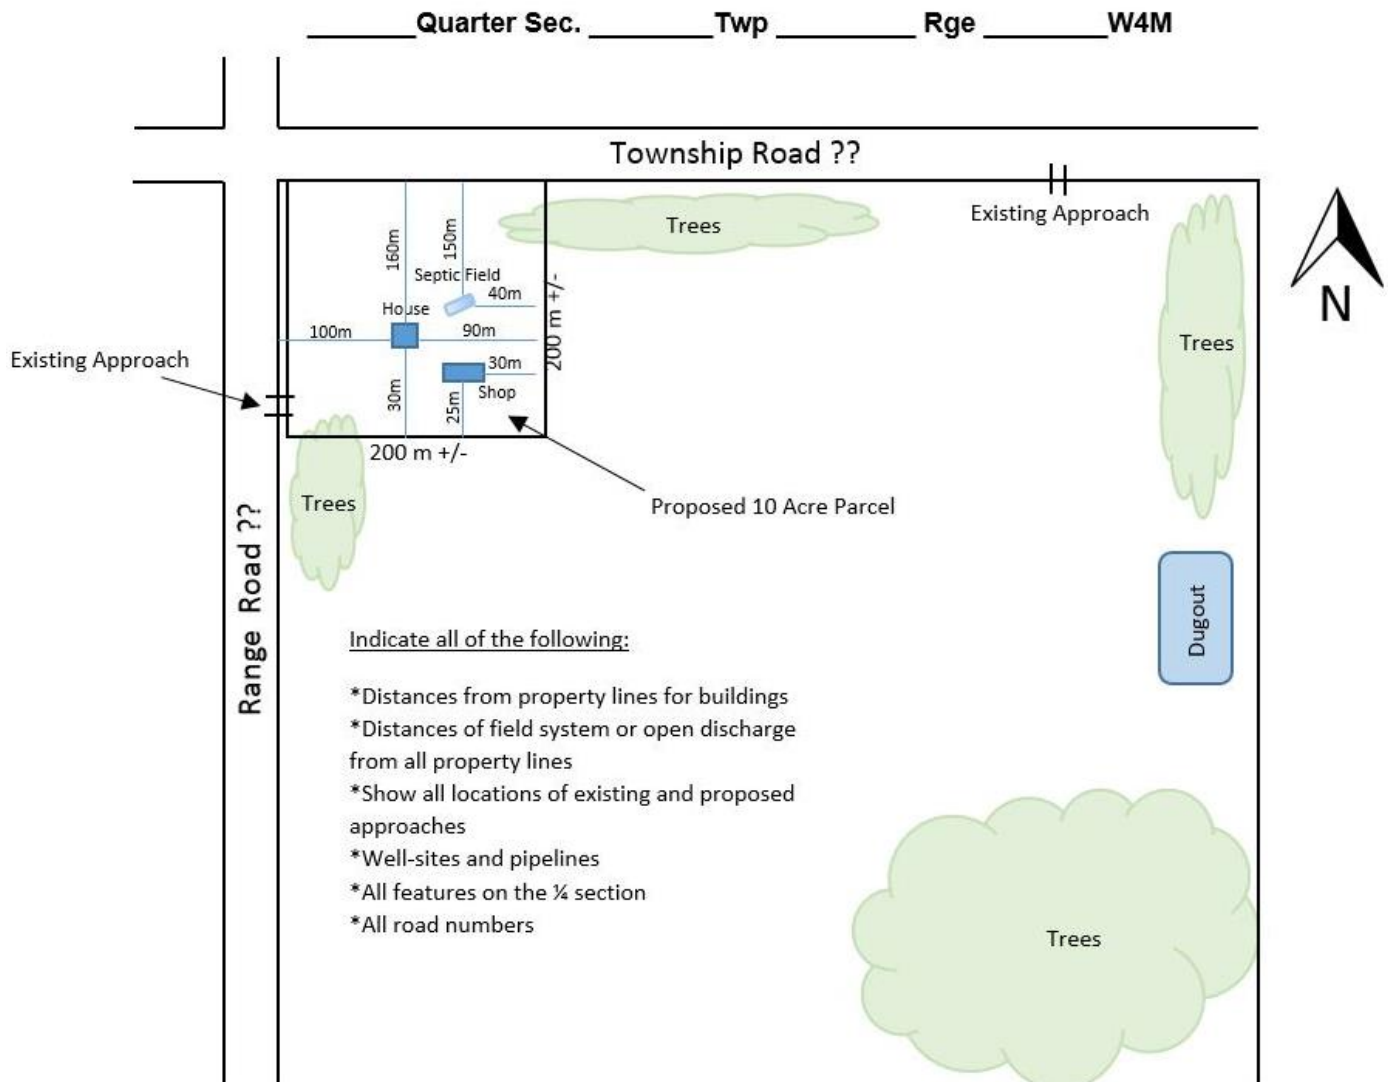 ______Quarter Sec. _______Twp ________ Rge _______W4M
Township Road ??
Existing Approach
Trees
Trees
N
160m
150m
Septic Field
40m
House
100m
90m
200 m +/-
30m
Shop
30m
25m
200 m +/-
Existing Approach
Proposed 10 Acre Parcel
Trees
Range Road ??
Dugout
Indicate all of the following:
*Distances from property lines for buildings
*Distances of field system or open discharge
from all property lines
*Show all locations of existing and proposed
approaches
*Well-sites and pipelines
*All features on the ¼ section
*All road numbers
Trees